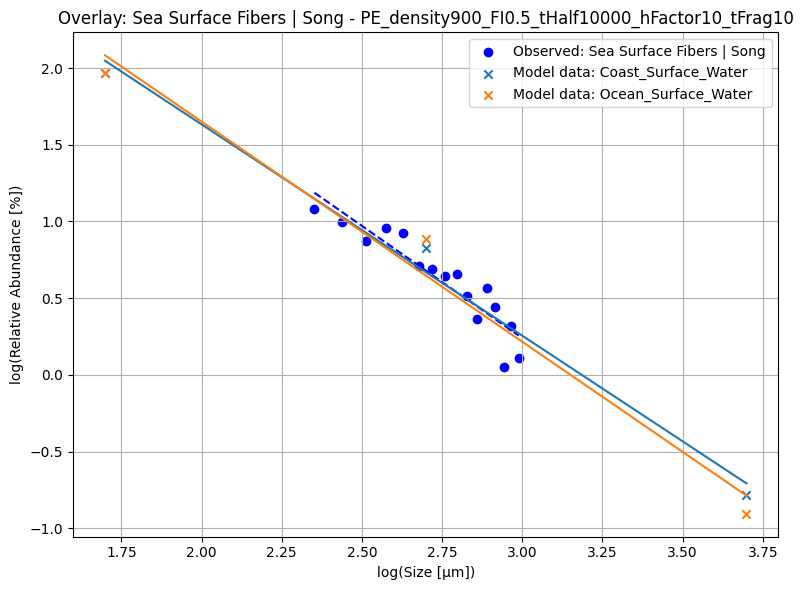 Overlay: Sea Surface Fibers | Song - PE_density900_FI0.5_tHalf10000_hFactor10_tFrag10
Observed: Sea Surface Fibers | Song
Model data: Coast_Surface_Water
Model data: Ocean_Surface_Water
log(Relative Abundance [%])
2.0
1.5
1.0
0.5
0.0
−0.5
−1.0
1.75 2.00 2.25 2.50 2.75 3.00 3.25 3.50 3.75
log(Size [μm])